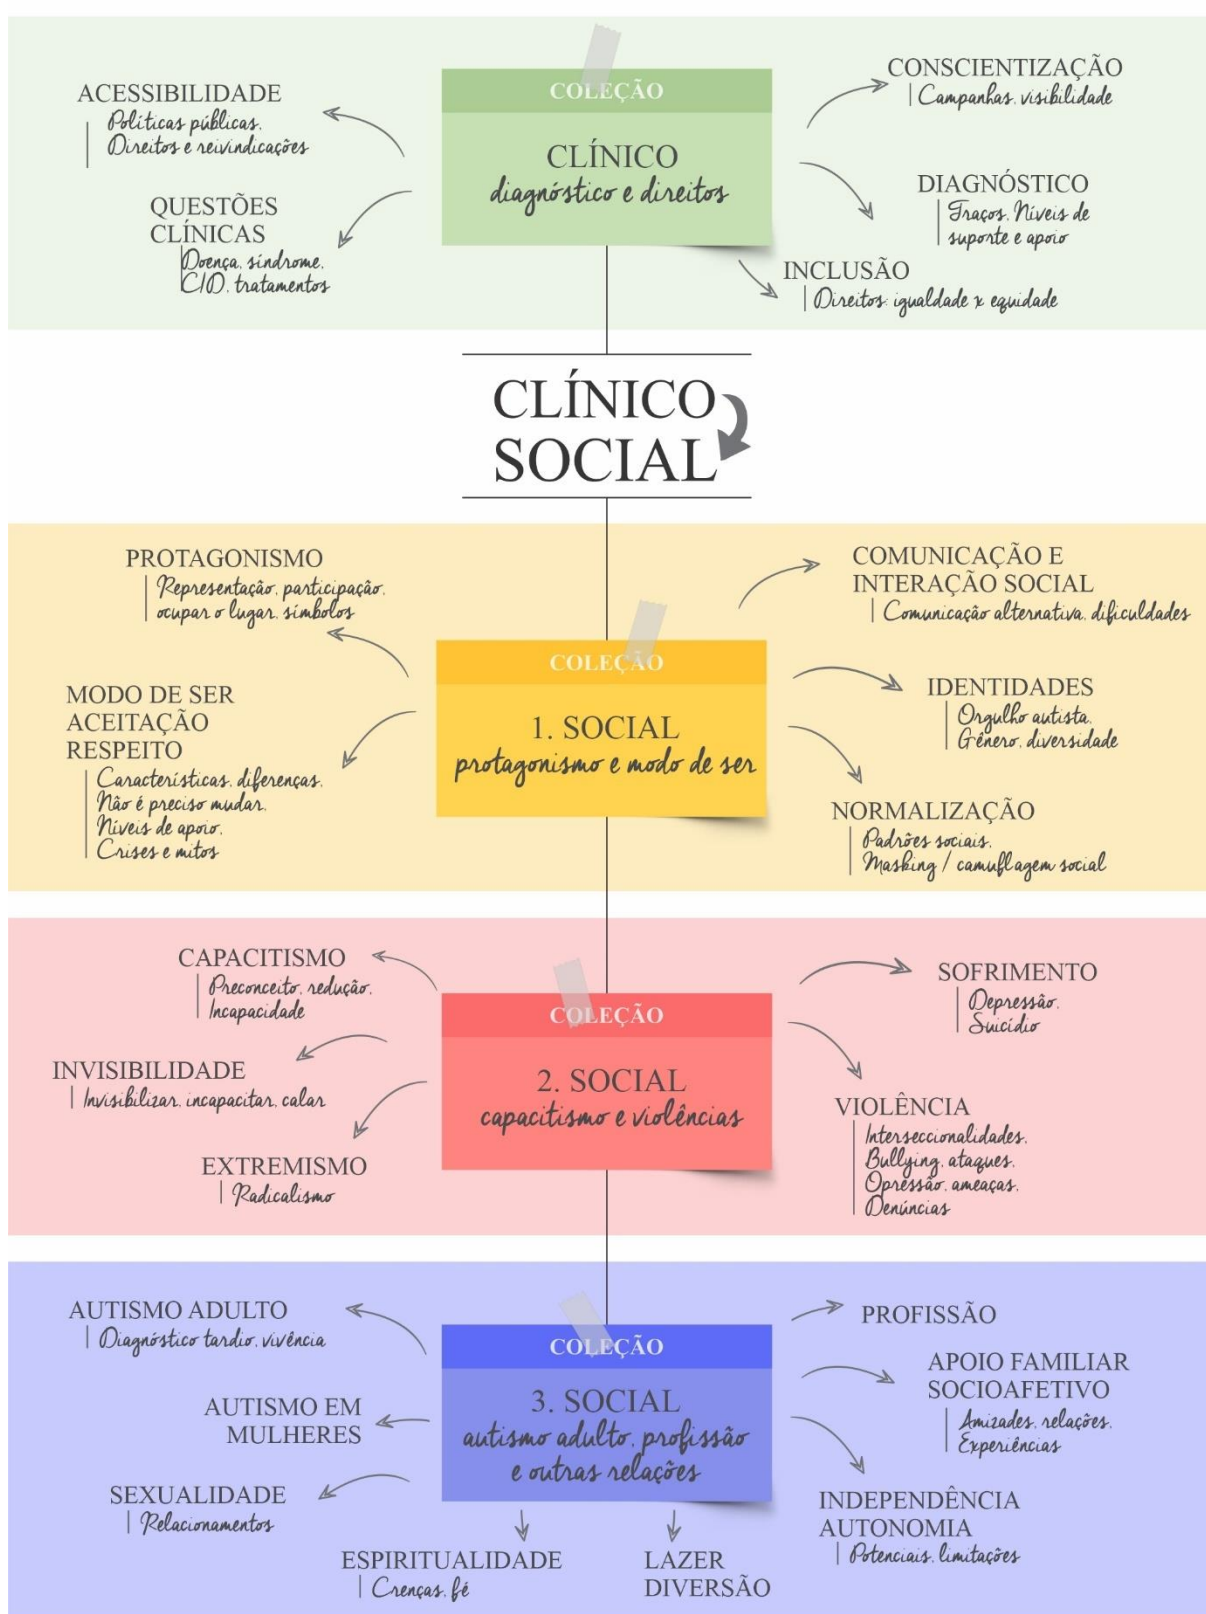 COLEÇÃO
CLÍNICO
diagnóstico e direitos
ACESSIBILIDADE
Políticas públicas,
Direitos e reivindicações
QUESTÕES
CLÍNICAS
Doença, síndrome,
CID, tratamentos
CONSCIENTIZAÇÃO
Campanhas, visibilidade
DIAGNÓSTICO
Traços, Níveis de
suporte e apoio
INCLUSÃO
Direitos: igualdade x equidade
CLÍNICO
SOCIAL
PROTAGONISMO
Representação, participação,
ocupar o lugar, símbolos
MODO DE SER
ACEITAÇÃO
RESPEITO
Características, diferenças,
Não é preciso mudar,
Níveis de apoio,
Crises e mitos
COLEÇÃO
1. SOCIAL
protagonismo e modo de ser
COMUNICAÇÃO E
INTERAÇÃO SOCIAL
Comunicação alternativa, dificuldades
IDENTIDADES
Orgulho autista,
Gênero, diversidade
NORMALIZAÇÃO
Padrões sociais,
Masking / camuflagem social
CAPACITISMO
Preconceito, redução,
Incapacidade
INVISIBILIDADE
Invisibilizar, incapacitar, calar
EXTREMISMO
Radicalismo
COLEÇÃO
2. SOCIAL
capacitismo e violências
SOFRIMENTO
Depressão,
Suicídio
VIOLÊNCIA
Interseccionalidades,
Bullying, ataques,
Opressão, ameaças,
Denúncias
AUTISMO ADULTO
Diagnóstico tardio, vivência
AUTISMO EM
MULHERES
SEXUALIDADE
Relacionamentos
COLEÇÃO
3. SOCIAL
autismo adulto, profissão
e outras relações
PROFISSÃO
APOIO FAMILIAR
SOCIOAFETIVO
Amizades, relações,
Experiências
INDEPENDÊNCIA
AUTONOMIA
Potenciais, limitações
ESPIRITUALIDADE
Crenças, fé
LAZER
DIVERSÃO